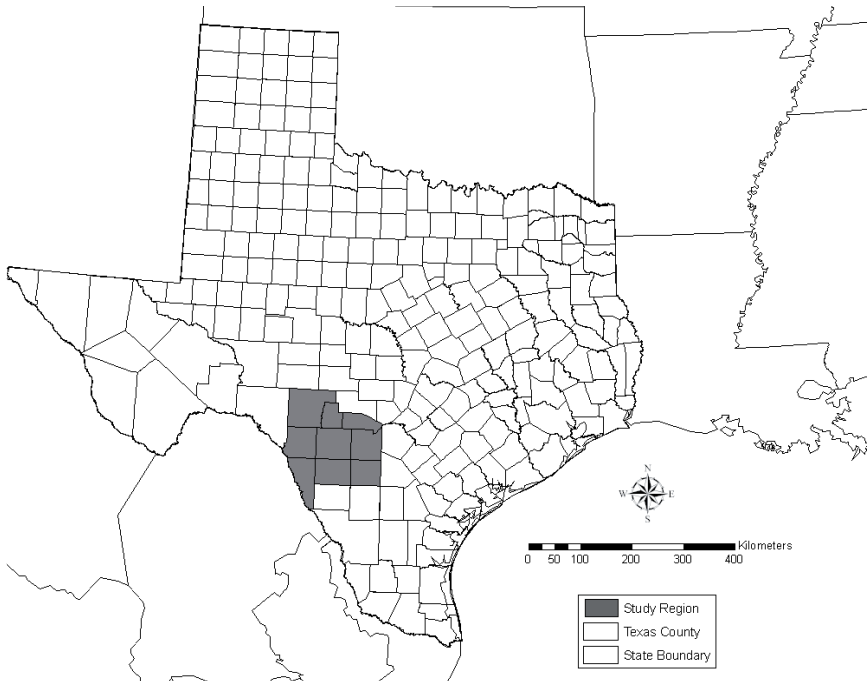 N
W E
S
Kilometers
0 50 100 200 300 400
Study Region
Texas County
State Boundary